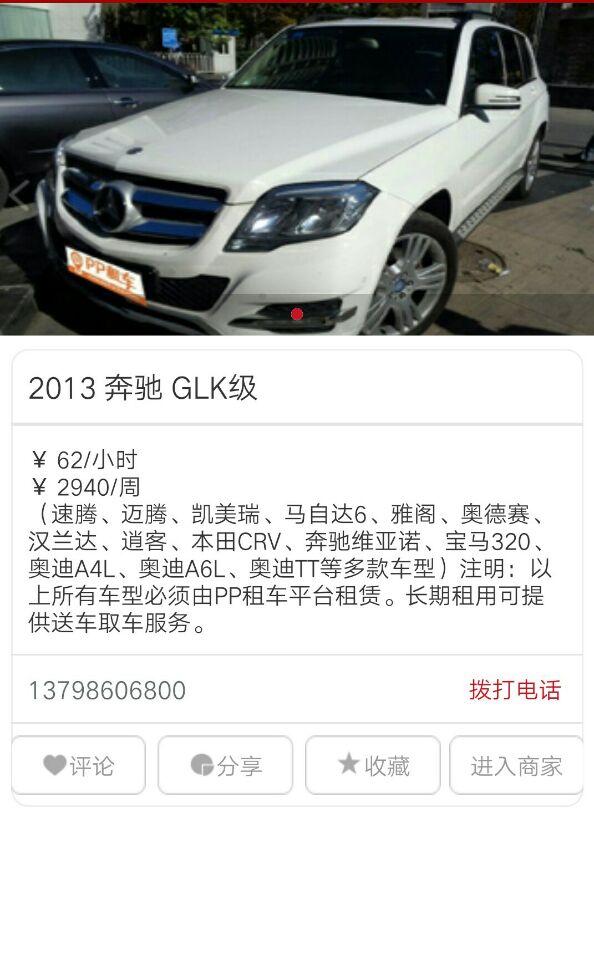 PP租车
2013 奔驰 GLK级
￥ 62/小时
￥ 2940/周
（速腾、迈腾、凯美瑞、马自达6、雅阁、奥德赛、
汉兰达、逍客、本田CRV、奔驰维亚诺、宝马320、
奥迪A4L、奥迪A6L、奥迪TT等多款车型）注明：以
上所有车型必须由PP租车平台租赁。长期租用可提
供送车取车服务。
13798606800
拨打电话
评论
分享
收藏
进入商家